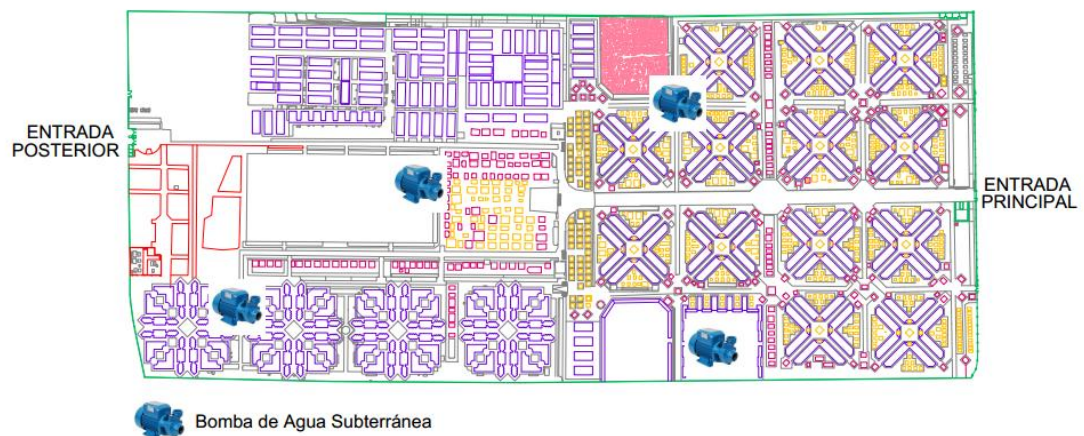 ENTRADA
POSTERIOR
ENTRADA
PRINCIPAL
Bomba de Agua Subterránea